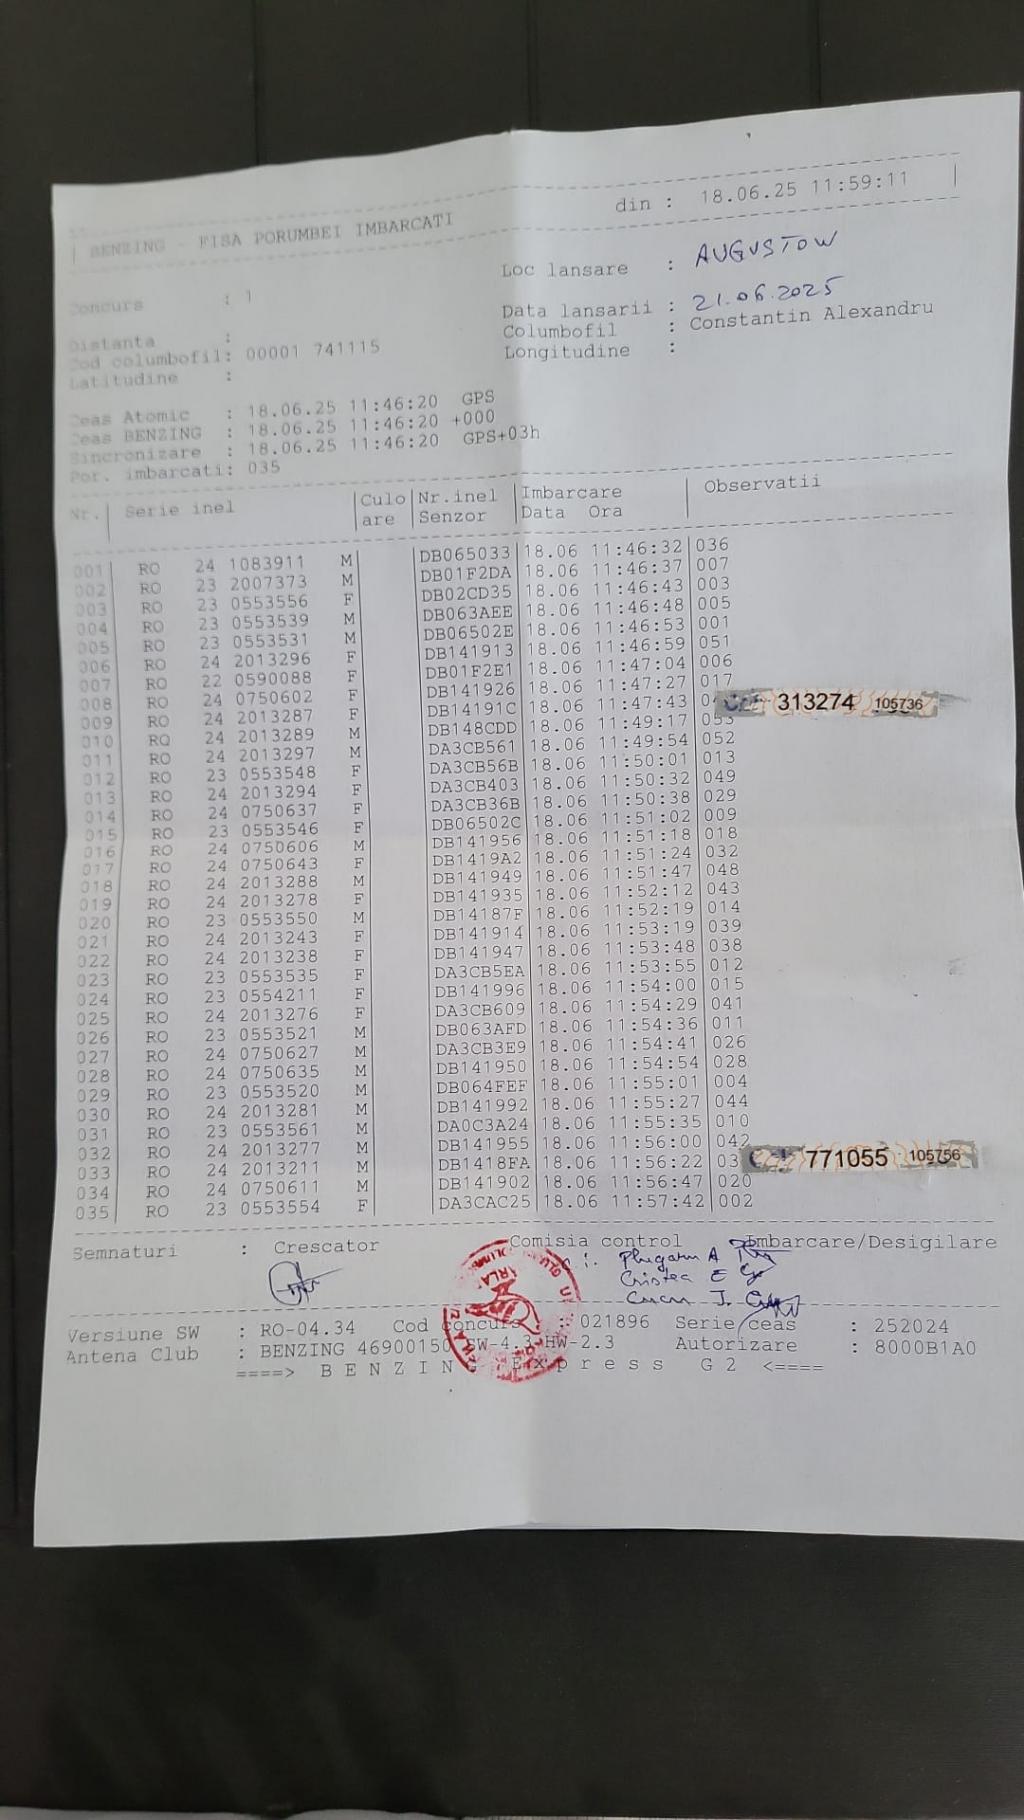 BENZING - FISA PORUMBEI IMBARCATI din : 18.06.25 11:59:11
Concurs : 1 Loc lansare : AUGUSTOW
Data lansarii : 21.06.2025
Distanta : Columbofil : Constantin Alexandru
Cod columbofil: 00001 741115 Longitudine :
Latitudine :
Ceas Atomic : 18.06.25 11:46:20 GPS
Ceas BENZING : 18.06.25 11:46:20 +000
Sincronizare : 18.06.25 11:46:20 GPS+03h
Por. imbarcati: 035
Nr. Serie inel Culo Nr.inel Imbarcare Observatii
are Senzor Data Ora
001 RO 24 1083911 M DB065033 18.06 11:46:32 036
002 RO 23 2007373 M DB01F2DA 18.06 11:46:37 007
003 RO 23 0553556 F DB02CD35 18.06 11:46:43 003
004 RO 23 0553539 M DB063AEE 18.06 11:46:48 005
005 RO 23 0553531 M DB06502E 18.06 11:46:53 001
006 RO 24 2013296 F DB141913 18.06 11:46:59 051
007 RO 22 0590088 F DB01F2E1 18.06 11:47:04 006
008 RO 24 0750602 F DB141926 18.06 11:47:27 017
009 RO 24 2013287 F DB14191C 18.06 11:47:43 313274 105736
010 RO 24 2013289 M DB148CDD 18.06 11:49:17 053
011 RO 24 2013297 M DA3CB561 18.06 11:49:54 052
012 RO 23 0553548 F DA3CB56B 18.06 11:50:01 013
013 RO 24 2013294 F DA3CB403 18.06 11:50:32 049
014 RO 24 0750637 F DA3CB36B 18.06 11:50:38 029
015 RO 23 0553546 F DB06502C 18.06 11:51:02 009
016 RO 24 0750606 M DB141956 18.06 11:51:18 018
017 RO 24 0750643 F DB1419A2 18.06 11:51:24 032
018 RO 24 2013288 M DB141949 18.06 11:51:47 048
019 RO 24 2013278 F DB141935 18.06 11:52:12 043
020 RO 23 0553550 M DB14187F 18.06 11:52:19 014
021 RO 24 2013243 F DB141914 18.06 11:53:19 039
022 RO 24 2013238 F DB141947 18.06 11:53:48 038
023 RO 23 0553535 F DA3CB5EA 18.06 11:53:55 012
024 RO 23 0554211 F DB141996 18.06 11:54:00 015
025 RO 24 2013276 F DA3CB609 18.06 11:54:29 041
026 RO 23 0553521 M DB063AFD 18.06 11:54:36 011
027 RO 24 0750627 M DA3CB3E9 18.06 11:54:41 026
028 RO 24 0750635 M DB141950 18.06 11:54:54 028
029 RO 23 0553520 M DB064FEF 18.06 11:55:01 004
030 RO 24 2013281 M DB141992 18.06 11:55:27 044
031 RO 23 0553561 M DA0C3A24 18.06 11:55:35 010
032 RO 24 2013277 M DB141955 18.06 11:56:00 042
033 RO 24 2013211 M DB1418FA 18.06 11:56:22 771055 105756
034 RO 24 0750611 M DB141902 18.06 11:56:47 020
035 RO 23 0553554 F DA3CAC25 18.06 11:57:42 002
Semnaturi : Crescator Comisia control Imbarcare/Desigilare
Cristea E
Versiune SW : RO-04.34 Cod concurs : 021896 Serie ceas : 252024
Antena Club : BENZING 46900150 SW-4.3 HW-2.3 Autorizare : 8000B1A0
====> B E N Z I N G E x p r e s s G 2 <====